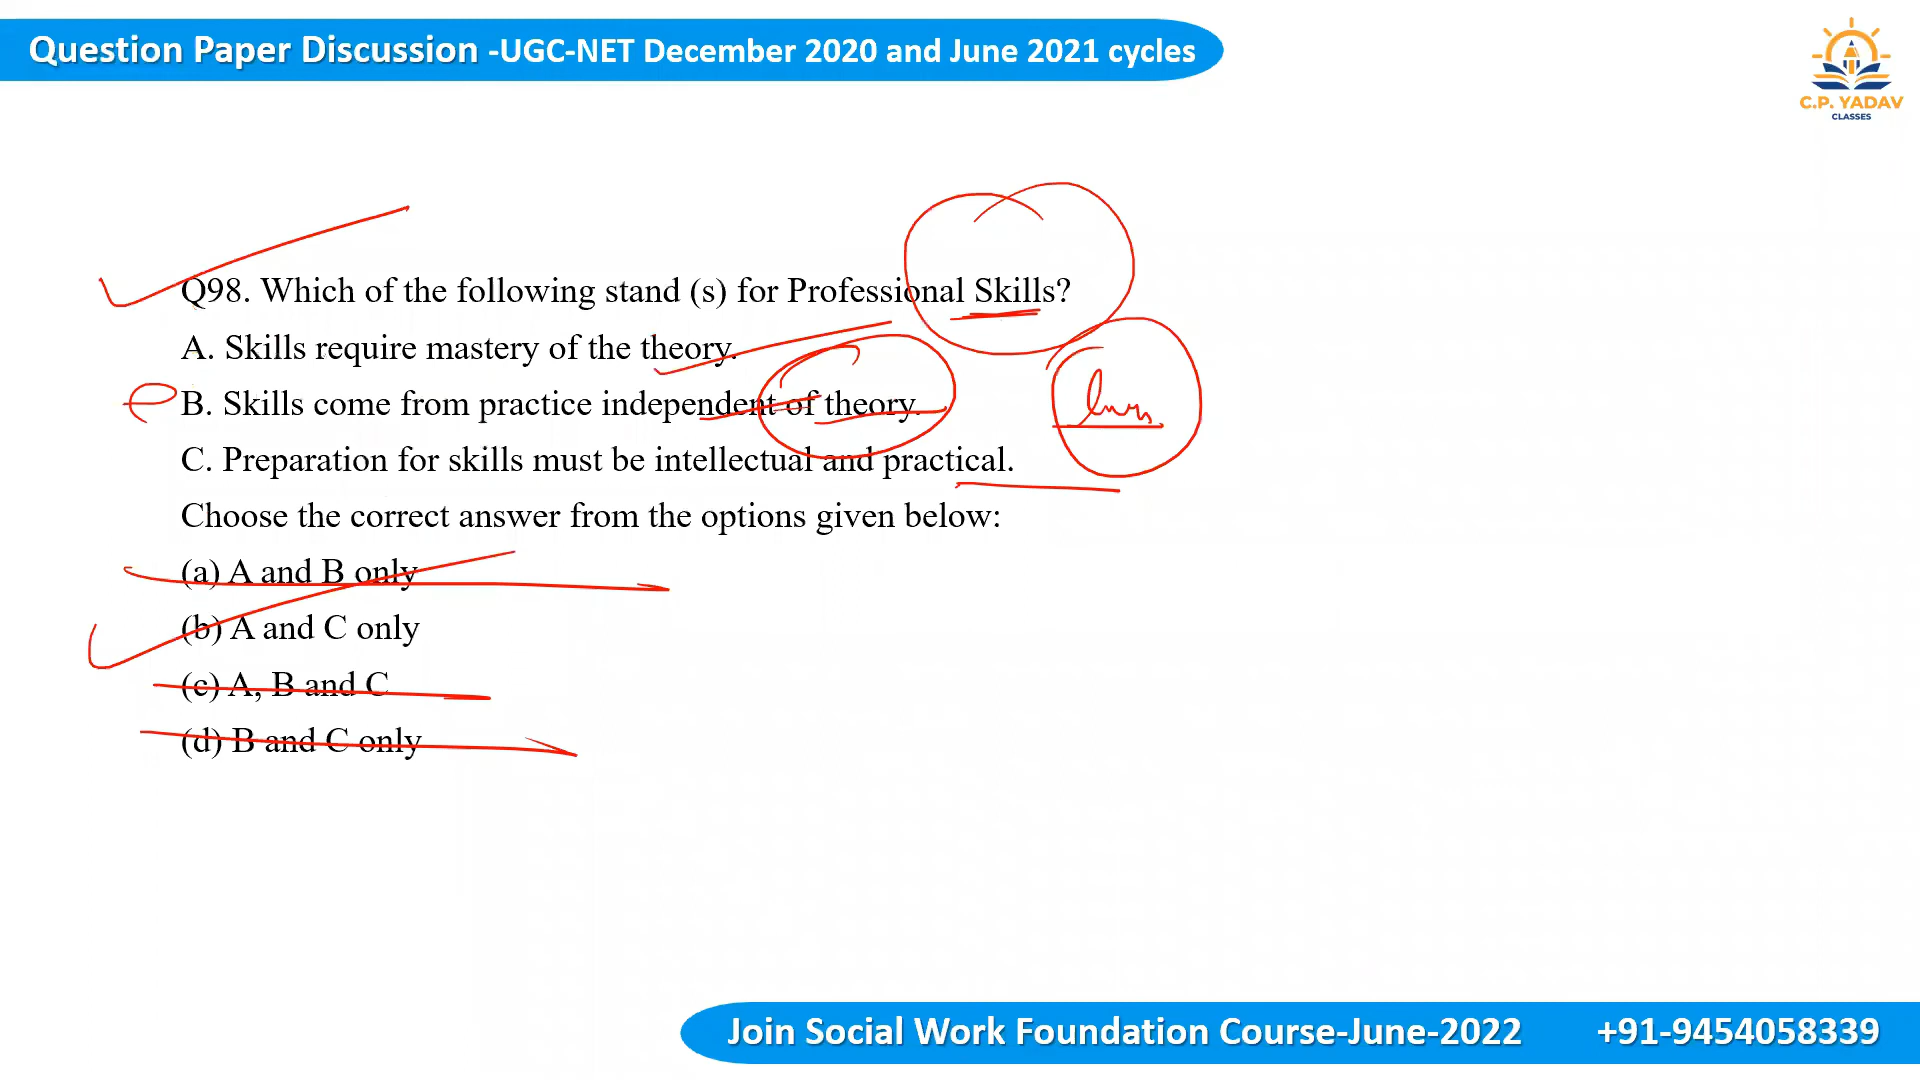 Question Paper Discussion -UGC-NET December 2020 and June 2021 cycles
C.P. YADAV
CLASSES
Q98. Which of the following stand (s) for Professional Skills?
A. Skills require mastery of the theory.
B. Skills come from practice independent of theory.
C. Preparation for skills must be intellectual and practical.
Choose the correct answer from the options given below:
(a) A and B only
(b) A and C only
(c) A, B and C
(d) B and C only
Join Social Work Foundation Course-June-2022 +91-9454058339